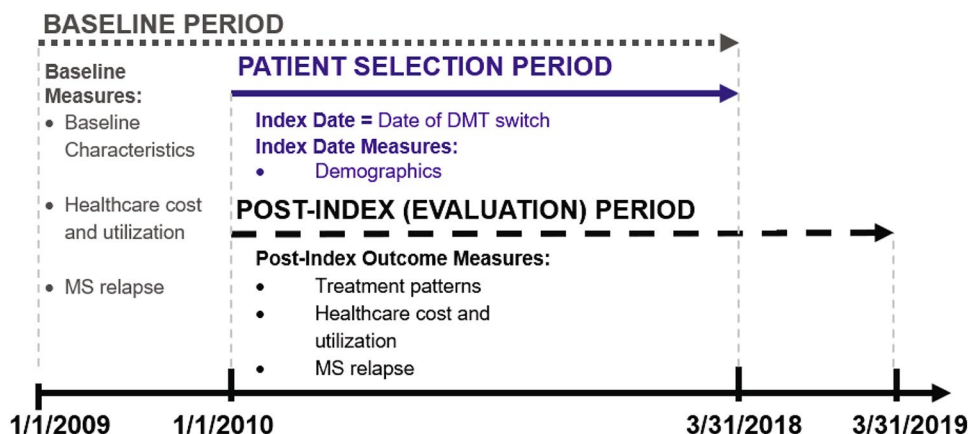 BASELINE PERIOD
Baseline
Measures:
• Baseline
Characteristics
• Healthcare cost
and utilization
• MS relapse
PATIENT SELECTION PERIOD
Index Date = Date of DMT switch
Index Date Measures:
• Demographics
POST-INDEX (EVALUATION) PERIOD
Post-Index Outcome Measures:
• Treatment patterns
• Healthcare cost and
utilization
• MS relapse
1/1/2009 1/1/2010 3/31/2018 3/31/2019